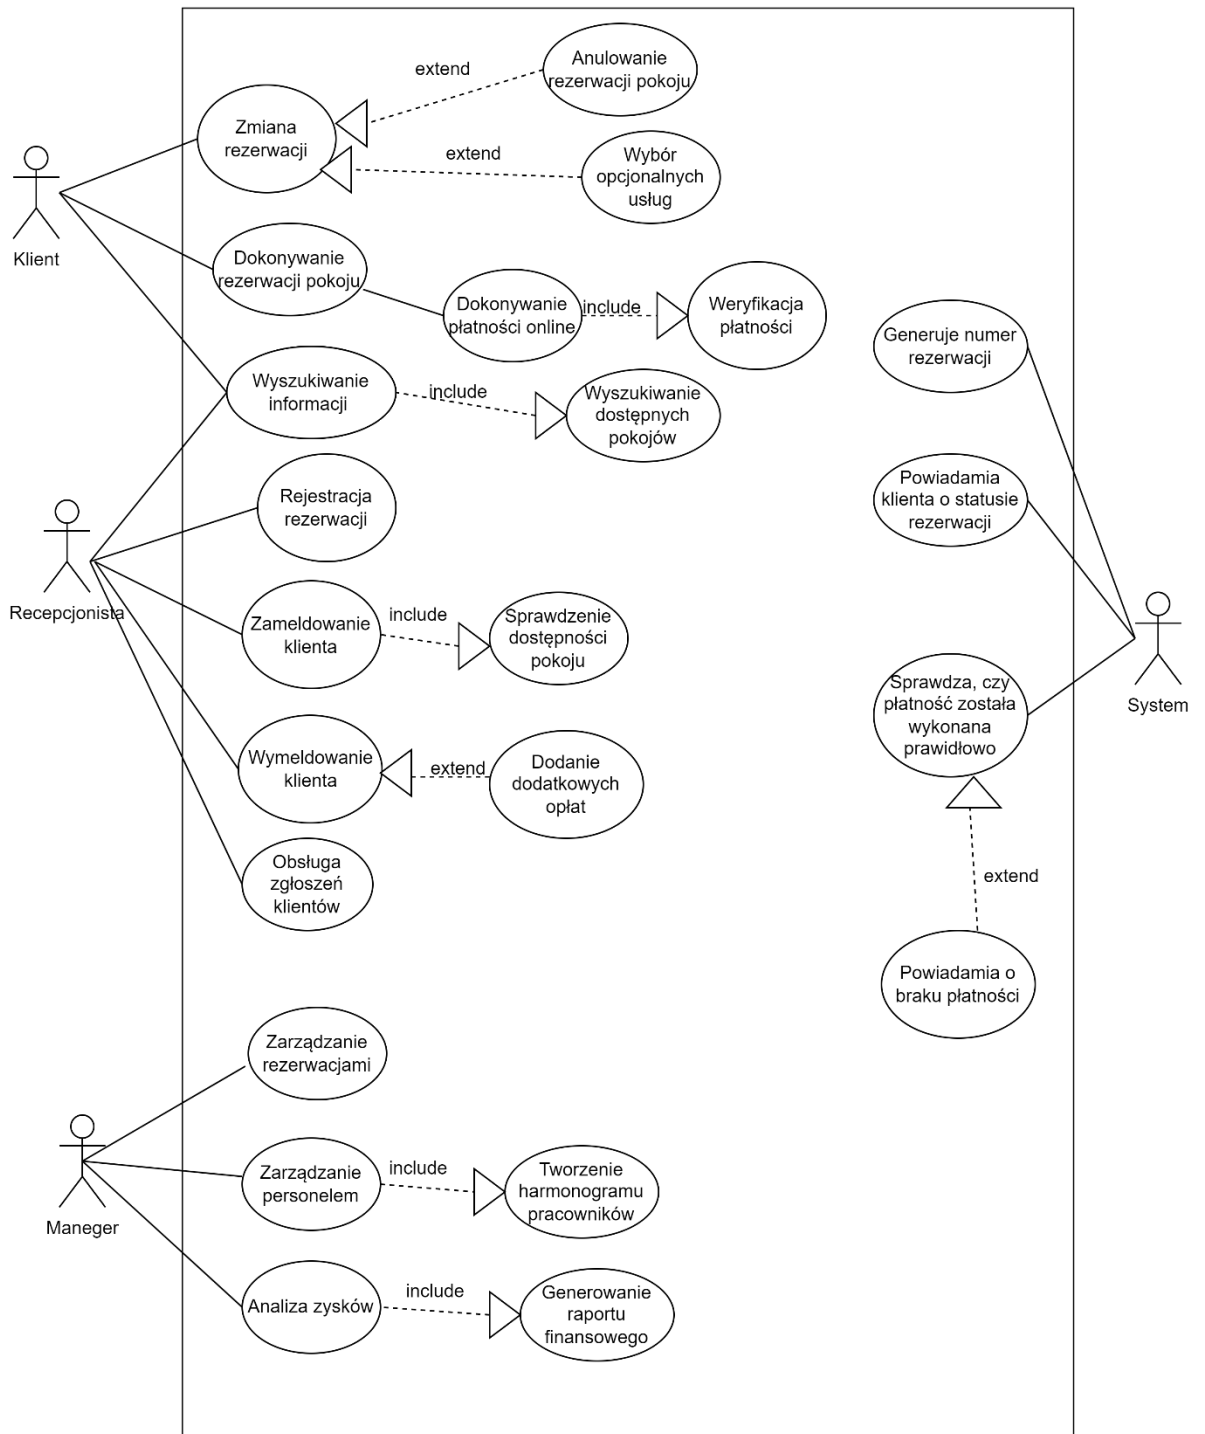 Anulowanie
rezerwacji pokoju
extend
Zmiana
rezerwacji
extend
Wybór
opcjonalnych
usług
Klient
Dokonywanie
rezerwacji pokoju
Dokonywanie
płatności online
include
Weryfikacja
płatności
Generuje numer
rezerwacji
Wyszukiwanie
informacji
include
Wyszukiwanie
dostępnych
pokojów
Rejestracja
rezerwacji
Powiadamia
klienta o statusie
rezerwacji
Recepcjonista
Zameldowanie
klienta
include
Sprawdzenie
dostępności
pokoju
System
Sprawdza, czy
płatność została
wykonana
prawidłowo
Wymeldowanie
klienta
extend
Dodanie
dodatkowych
opłat
Obsługa
zgłoszeń
klientów
extend
Powiadamia o
braku płatności
Zarządzanie
rezerwacjami
Maneger
Zarządzanie
personelem
include
Tworzenie
harmonogramu
pracowników
Analiza zysków
include
Generowanie
raportu
finansowego